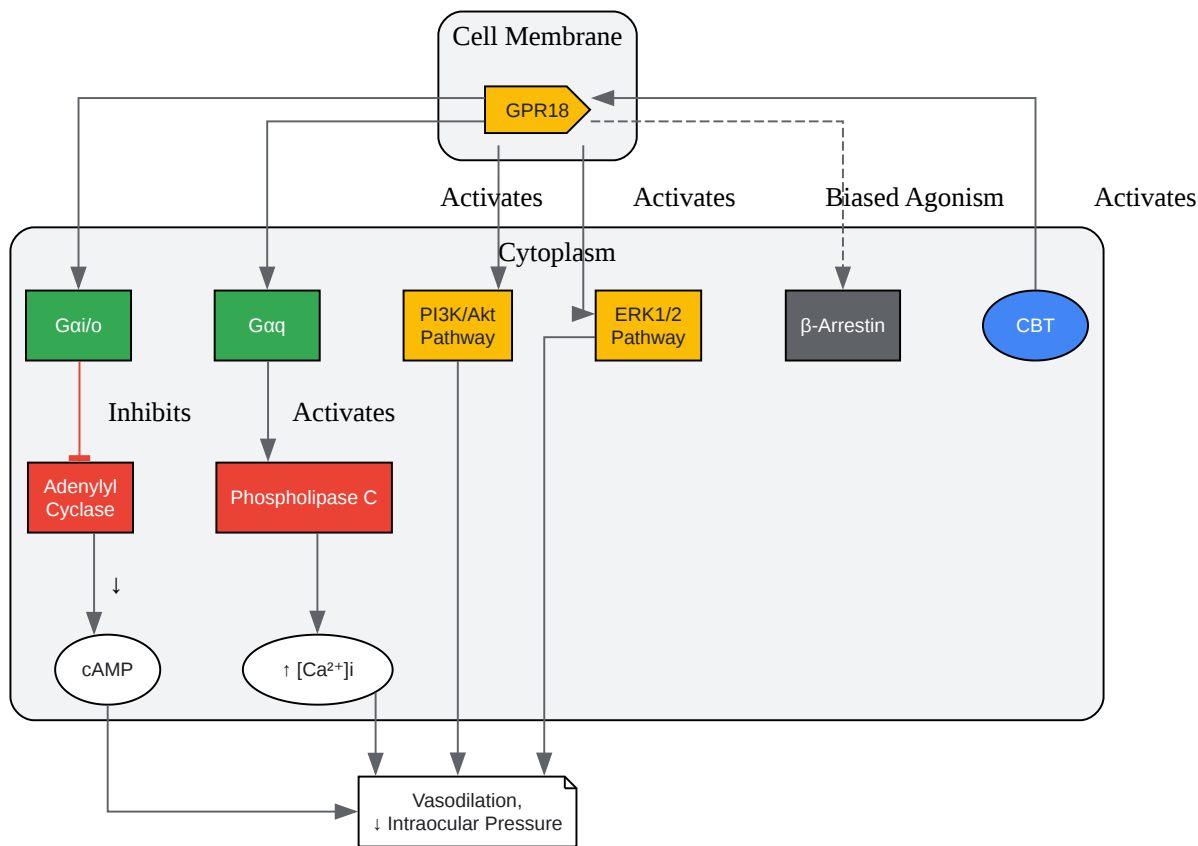 Cell Membrane
GPR18
Activates
Activates
Biased Agonism
Activates
Cytoplasm
Gαi/o
Gαq
PI3K/Akt
Pathway
ERK1/2
Pathway
β-Arrestin
CBT
Inhibits
Activates
Adenylyl
Cyclase
Phospholipase C
↓
cAMP
↑ [Ca²⁺]i
Vasodilation,
↓ Intraocular Pressure